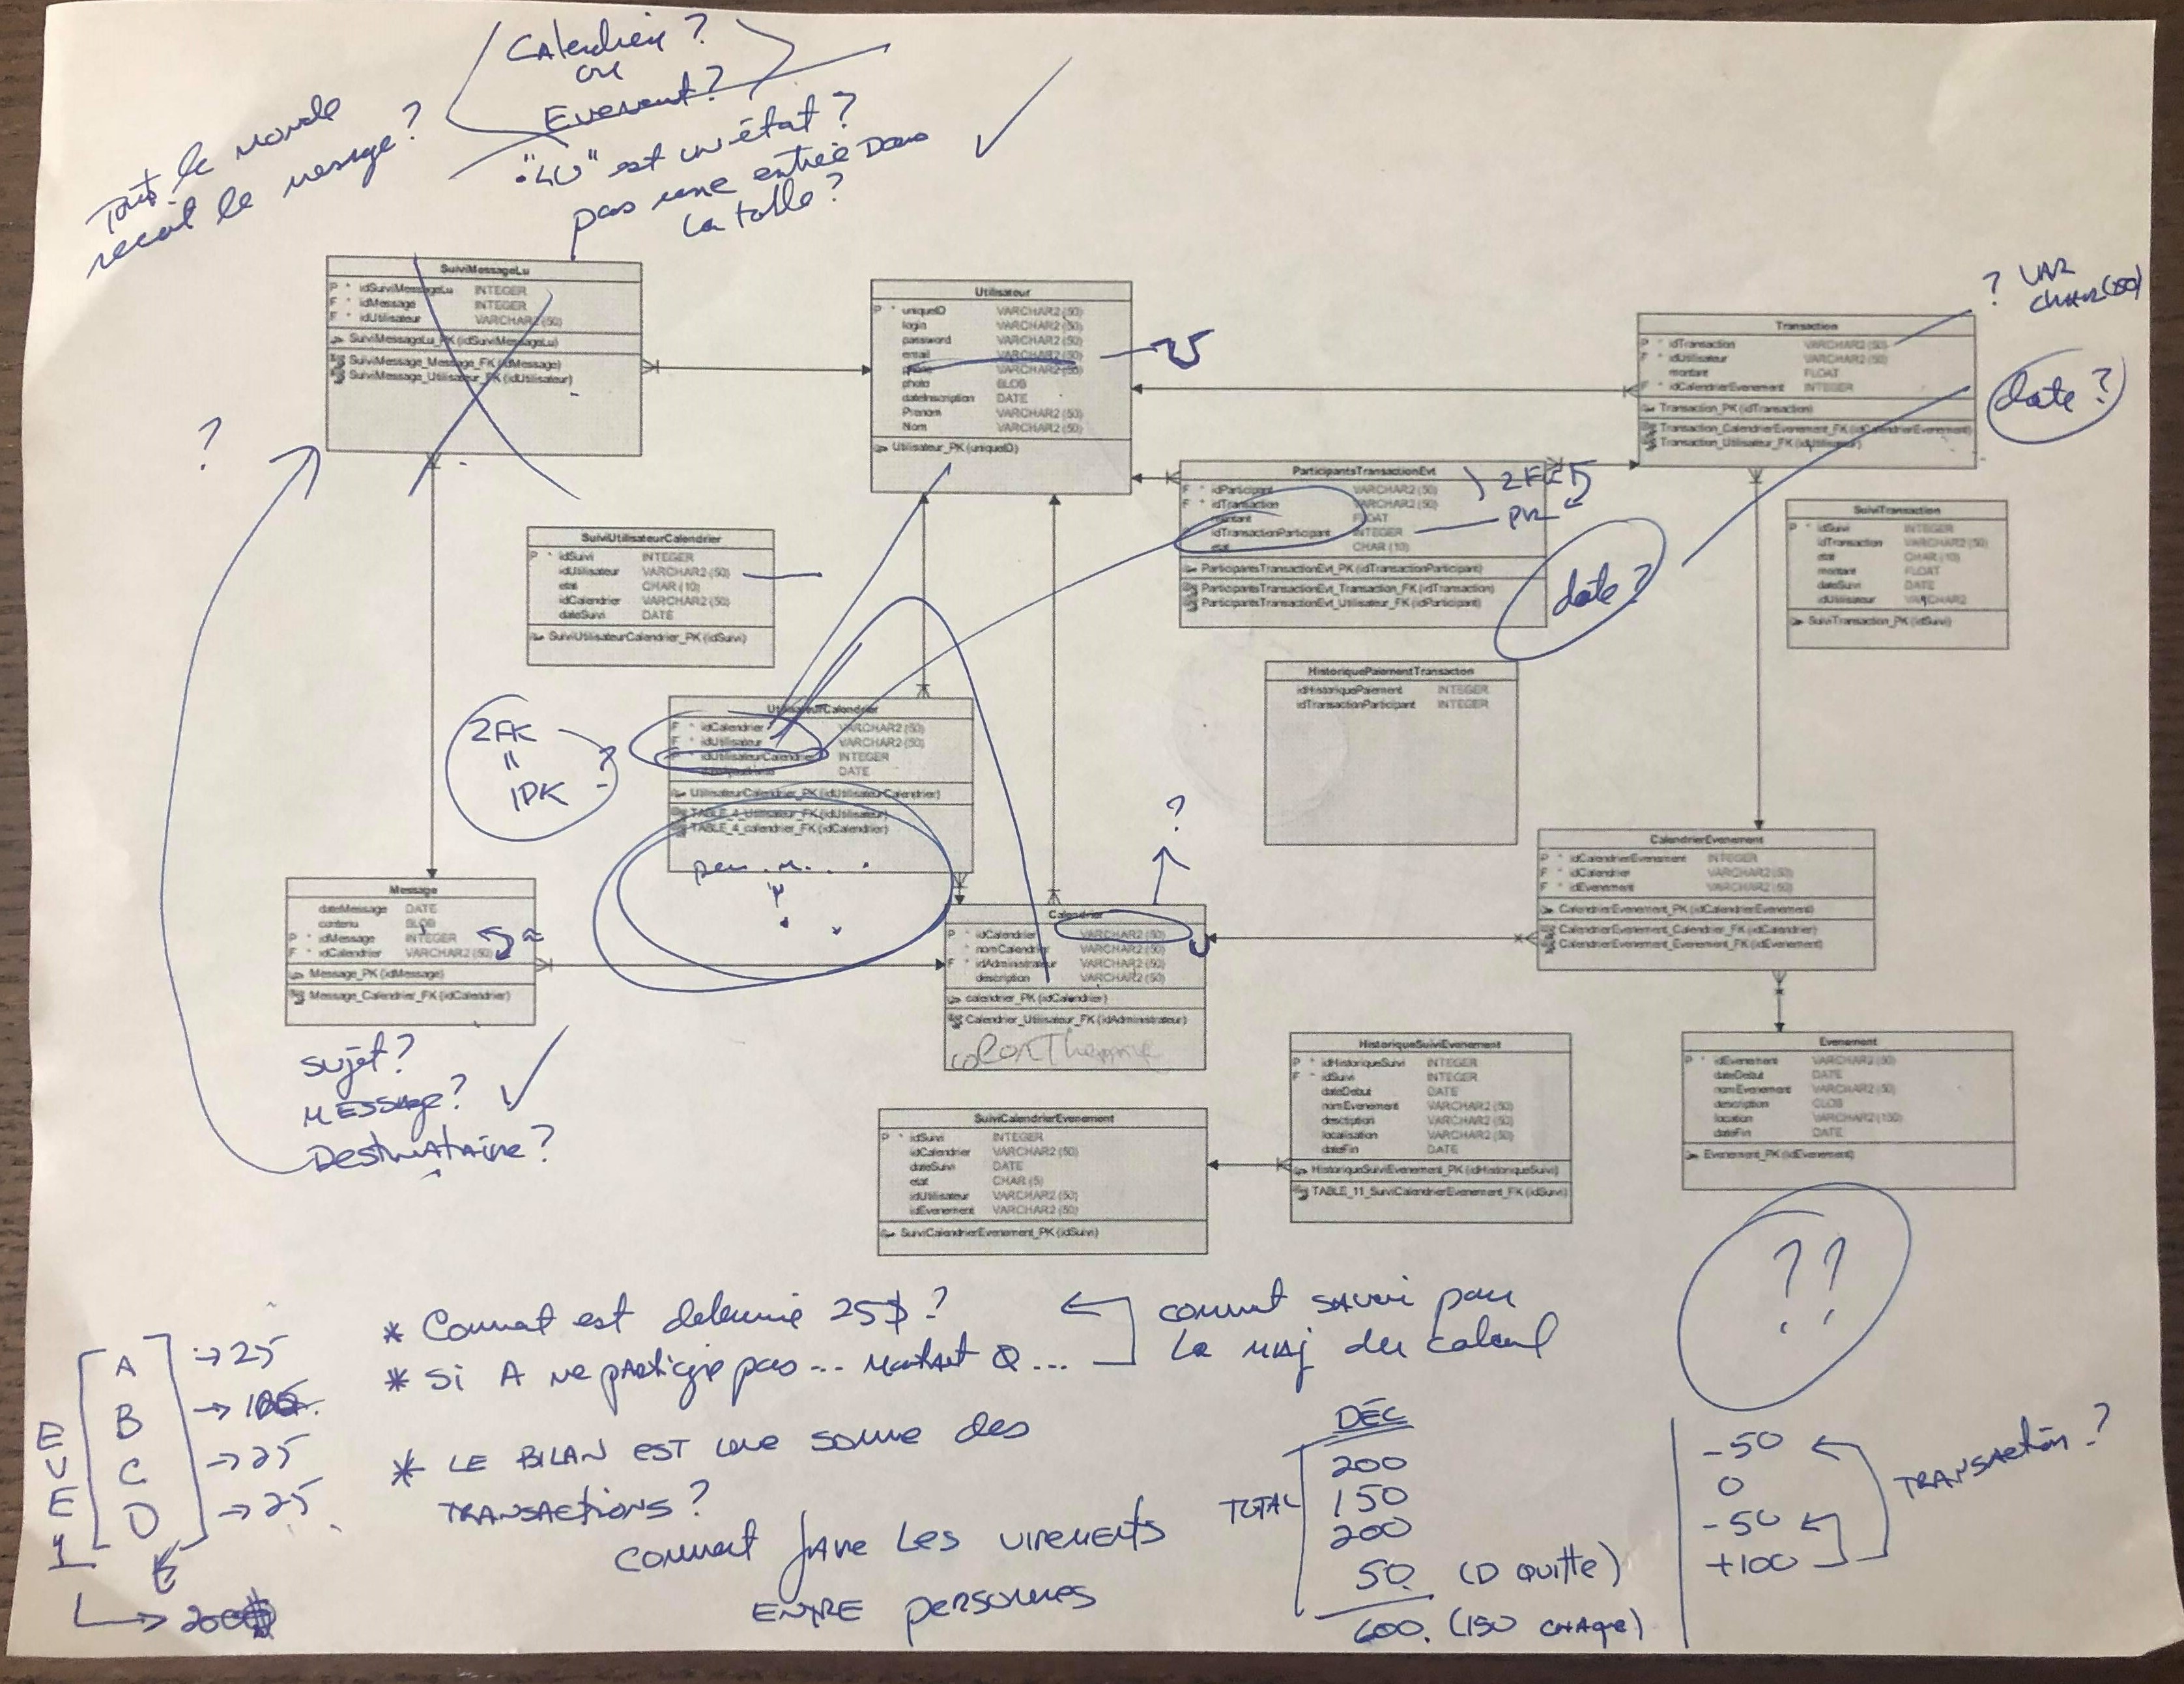 CAlendrier?
ou
Evenement?
Tout le monde
recoit le message?
."LU" est un état?
pas une entrée Dans
La table?
SuiviMessageLu
P * idSuiviMessageLu INTEGER
F * idMessage INTEGER
F * idUtilisateur VARCHAR2 (50)
SuiviMessageLu_PK (idSuiviMessageLu)
SuiviMessage_Message_FK (idMessage)
SuiviMessage_Utilisateur_FK (idUtilisateur)
?
Utilisateur
P * uniqueID VARCHAR2 (50)
login VARCHAR2 (50)
password VARCHAR2 (50)
email VARCHAR2 (50)
VARCHAR2 (50)
photo BLOB
dateInscription DATE
Prenom VARCHAR2 (50)
Nom VARCHAR2 (50)
Utilisateur_PK (uniqueID)
Transaction
P * idTransaction VARCHAR2 (50)
F * idUtilisateur VARCHAR2 (50)
montant FLOAT
F * idCalendrierEvenement INTEGER
Transaction_PK (idTransaction)
Transaction_CalendrierEvenement_FK (idCalendrierEvenement)
Transaction_Utilisateur_FK (idUtilisateur)
? VAR
CHAR(50)
date?
ParticipantsTransactionEvt
F * idParticipant VARCHAR2 (50)
F * idTransaction VARCHAR2 (50)
montant FLOAT
idTransactionParticipant INTEGER
etat CHAR (10)
ParticipantsTransactionEvt_PK (idTransactionParticipant)
ParticipantsTransactionEvt_Transaction_FK (idTransaction)
ParticipantsTransactionEvt_Utilisateur_FK (idParticipant)
date?
SuiviTransaction
P * idSuivi INTEGER
idTransaction VARCHAR2 (50)
etat CHAR (10)
montant FLOAT
dateSuivi DATE
idUtilisateur VARCHAR2
SuiviTransaction_PK (idSuivi)
SuiviUtilisateurCalendrier
P * idSuivi INTEGER
idUtilisateur VARCHAR2 (50)
etat CHAR (10)
idCalendrier VARCHAR2 (50)
dateSuivi DATE
SuiviUtilisateurCalendrier_PK (idSuivi)
HistoriquePaiementTransaction
idHistoriquePaiement INTEGER
idTransactionParticipant INTEGER
UtilisateurCalendrier
F * idCalendrier VARCHAR2 (50)
F * idUtilisateur VARCHAR2 (50)
P * idUtilisateurCalendrier INTEGER
DATE
UtilisateurCalendrier_PK (idUtilisateurCalendrier)
TABLE_4_Utilisateur_FK (idUtilisateur)
TABLE_4_calendrier_FK (idCalendrier)
2FK
"
1PK ?
Message
dateMessage DATE
contenu BLOB
P * idMessage INTEGER
F * idCalendrier VARCHAR2 (50)
Message_PK (idMessage)
Message_Calendrier_FK (idCalendrier)
sujet?
MESSAge?
DestinAtaire?
?
Calendrier
P * idCalendrier VARCHAR2 (50)
* nomCalendrier VARCHAR2 (50)
F * idAdministrateur VARCHAR2 (50)
description VARCHAR2 (50)
calendrier_PK (idCalendrier)
Calendrier_Utilisateur_FK (idAdministrateur)
CalendrierEvenement
P * idCalendrierEvenement INTEGER
F * idCalendrier VARCHAR2 (50)
F * idEvenement VARCHAR2 (50)
CalendrierEvenement_PK (idCalendrierEvenement)
CalendrierEvenement_Calendrier_FK (idCalendrier)
CalendrierEvenement_Evenement_FK (idEvenement)
HistoriqueSuiviEvenement
P * idHistoriqueSuivi INTEGER
F * idSuivi INTEGER
dateDebut DATE
nomEvenement VARCHAR2 (50)
description VARCHAR2 (50)
localisation VARCHAR2 (50)
dateFin DATE
HistoriqueSuiviEvenement_PK (idHistoriqueSuivi)
TABLE_11_SuiviCalendrierEvenement_FK (idSuivi)
Evenement
P * idEvenement VARCHAR2 (50)
dateDebut DATE
nomEvenement VARCHAR2 (50)
description CLOB
location VARCHAR2 (150)
dateFin DATE
Evenement_PK (idEvenement)
SuiviCalendrierEvenement
P * idSuivi INTEGER
idCalendrier VARCHAR2 (50)
dateSuivi DATE
etat CHAR (5)
idUtilisateur VARCHAR2 (50)
idEvenement VARCHAR2 (50)
SuiviCalendrierEvenement_PK (idSuivi)
??
EVE 1
A → 25
B →
C → 25
D → 25
→ 200$
* Comment est determiné 25$?
* Si A ne pArticipe pas... MontAnt 0...
comment sAvoir pour
la MAj du calcul
* LE BILAN EST une somme des
TRANSActions?
comment fAire Les virements
ENTRE personnes
DÉC
TOTAL
200
150
200
50 (D quitte)
600. (150 chAque)
-50
0
-50
+100
TRANSAction?